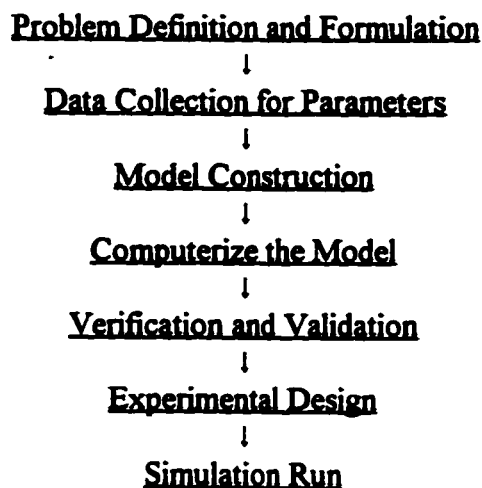 Problem Definition and Formulation
↓
Data Collection for Parameters
↓
Model Construction
↓
Computerize the Model
↓
Verification and Validation
↓
Experimental Design
↓
Simulation Run